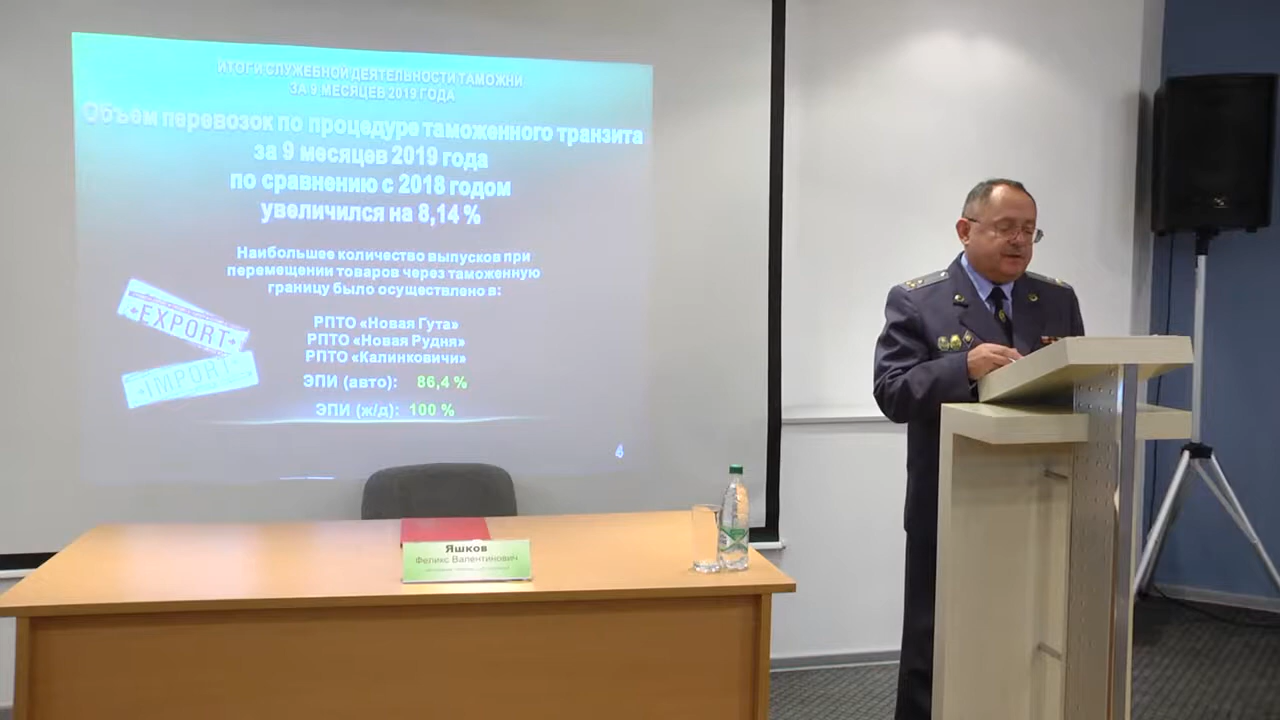 ИТОГИ СЛУЖЕБНОЙ ДЕЯТЕЛЬНОСТИ ТАМОЖНИ
ЗА 9 МЕСЯЦЕВ 2019 ГОДА
Объем перевозок по процедуре таможенного транзита
за 9 месяцев 2019 года
по сравнению с 2018 годом
увеличился на 8,14 %
Наибольшее количество выпусков при
перемещении товаров через таможенную
границу было осуществлено в:
РПТО «Новая Гута»
РПТО «Новая Рудня»
РПТО «Калинковичи»
ЭПИ (авто): 86,4 %
ЭПИ (ж/д): 100 %
EXPORT
IMPORT
4
Яшков
Феликс Валентинович